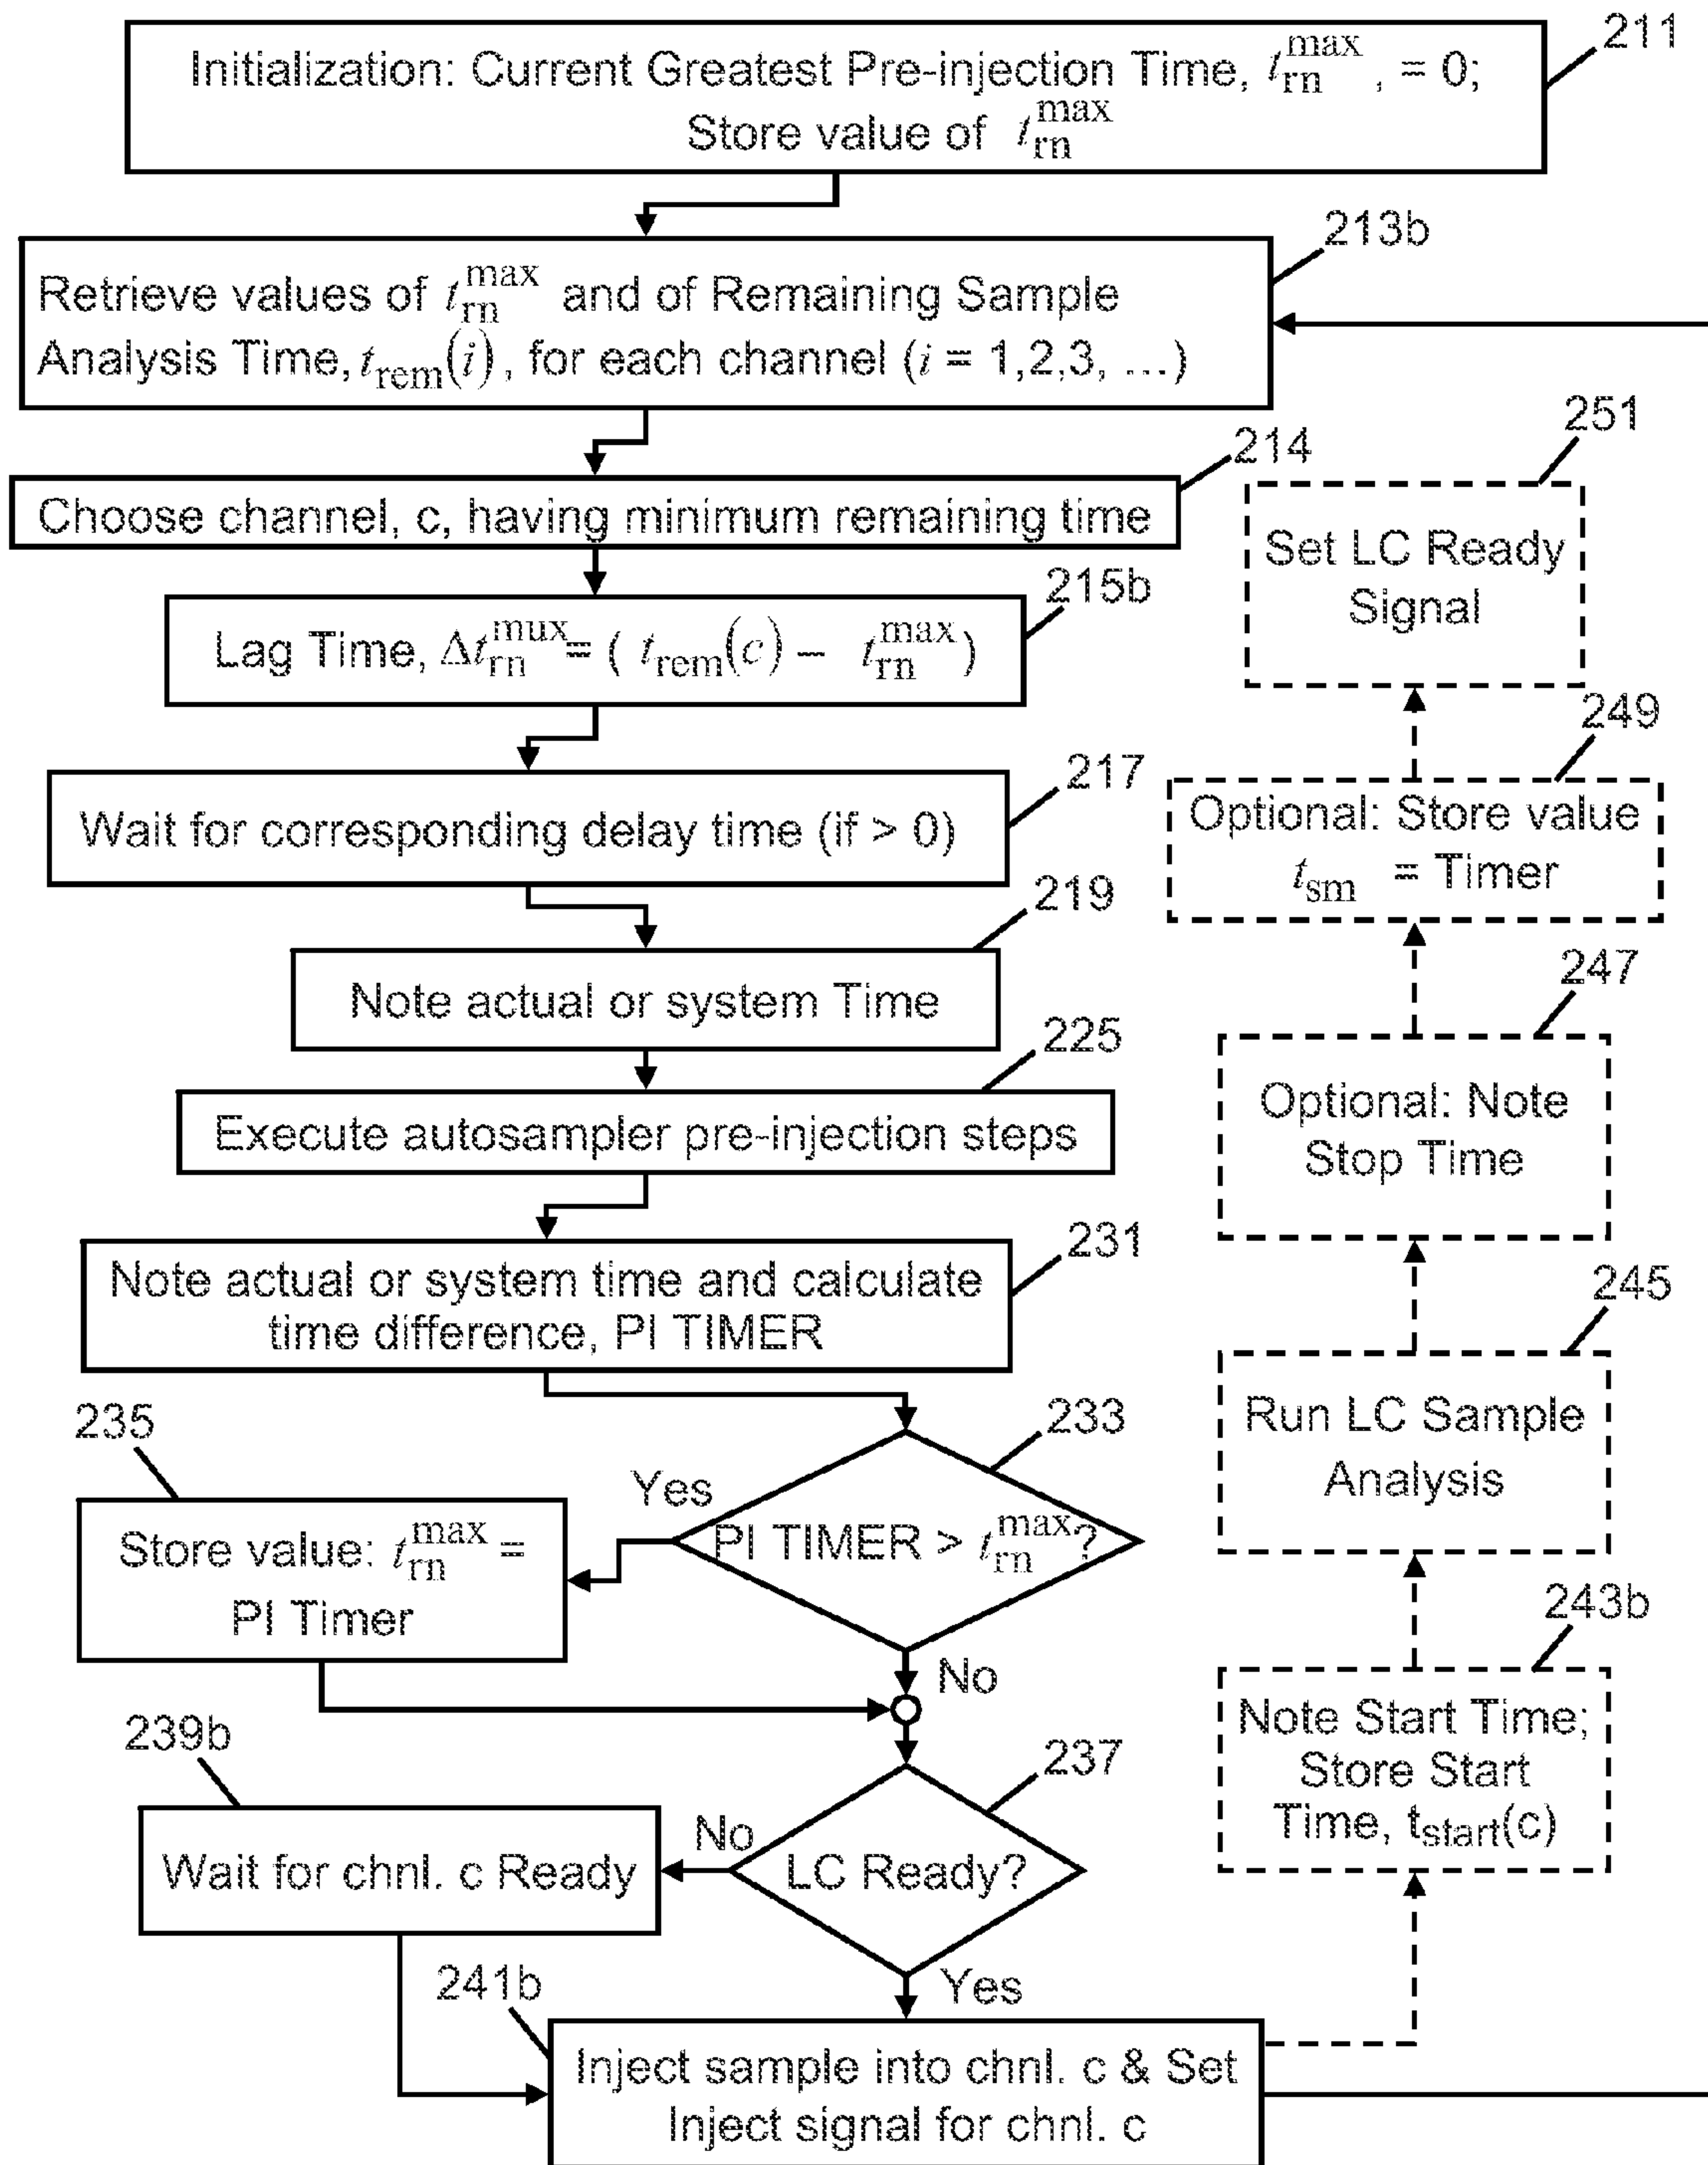 211
Initialization: Current Greatest Pre-injection Time, t_rn^max , = 0;
Store value of t_rn^max
213b
Retrieve values of t_rn^max and of Remaining Sample
Analysis Time, t_rem(i), for each channel (i = 1,2,3, ...)
214
Choose channel, c, having minimum remaining time
215b
Lag Time, Δt_rn^mux = ( t_rem(c) – t_rn^max )
217
Wait for corresponding delay time (if > 0)
219
Note actual or system Time
225
Execute autosampler pre-injection steps
231
Note actual or system time and calculate
time difference, PI TIMER
233
PI TIMER > t_rn^max?
Yes
No
235
Store value: t_rn^max =
PI Timer
237
LC Ready?
No
Yes
239b
Wait for chnl. c Ready
241b
Inject sample into chnl. c & Set
Inject signal for chnl. c
251
Set LC Ready
Signal
249
Optional: Store value
t_sm = Timer
247
Optional: Note
Stop Time
245
Run LC Sample
Analysis
243b
Note Start Time;
Store Start
Time, t_start(c)